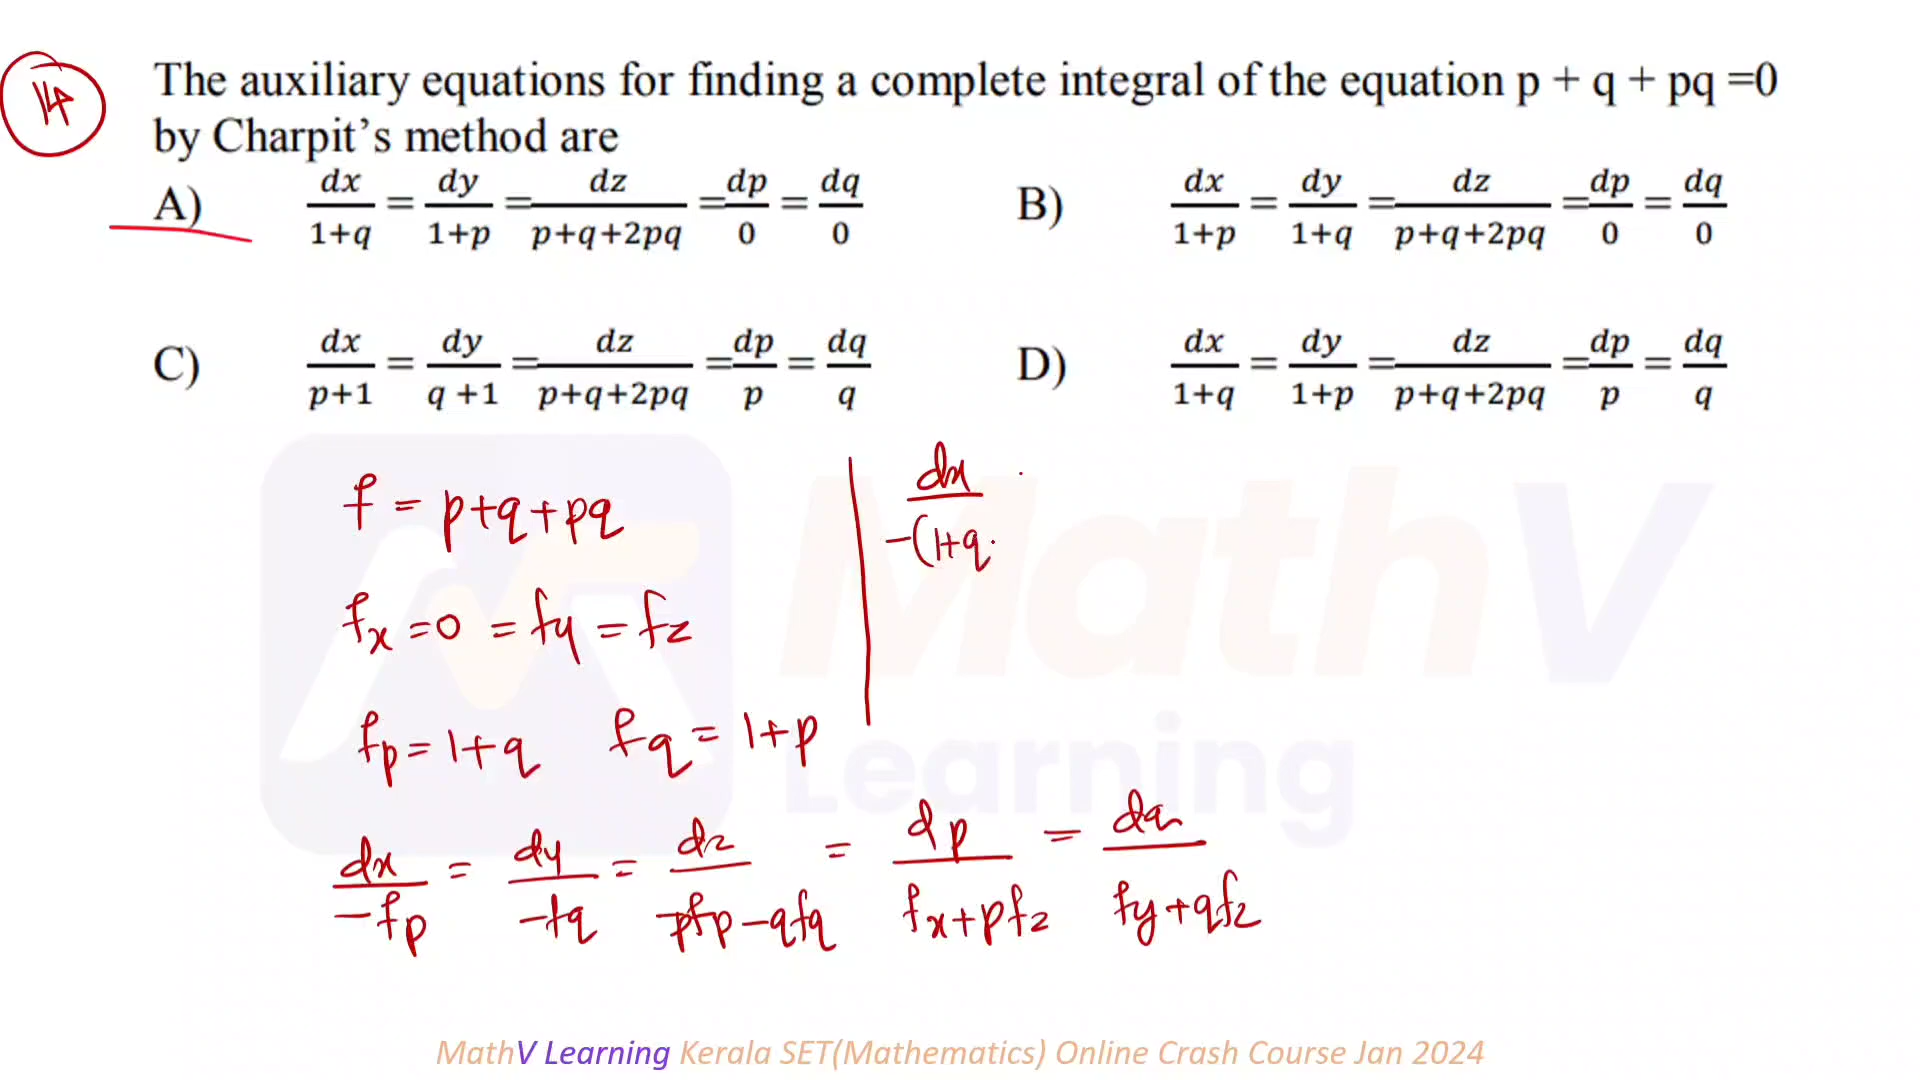 14
The auxiliary equations for finding a complete integral of the equation p + q + pq =0
by Charpit’s method are
A) dx/1+q = dy/1+p = dz/p+q+2pq = dp/0 = dq/0
B) dx/1+p = dy/1+q = dz/p+q+2pq = dp/0 = dq/0
C) dx/p+1 = dy/q +1 = dz/p+q+2pq = dp/p = dq/q
D) dx/1+q = dy/1+p = dz/p+q+2pq = dp/p = dq/q
f = p+q+pq
fx =0 = fy = fz
fp = 1+q fq = 1+p
dx/-fp = dy/-fq = dz/-pfp-qfq = dp/fx+pfz = dq/fy+qfz
dx/-(1+q
MathV
Learning
MathV Learning Kerala SET(Mathematics) Online Crash Course Jan 2024